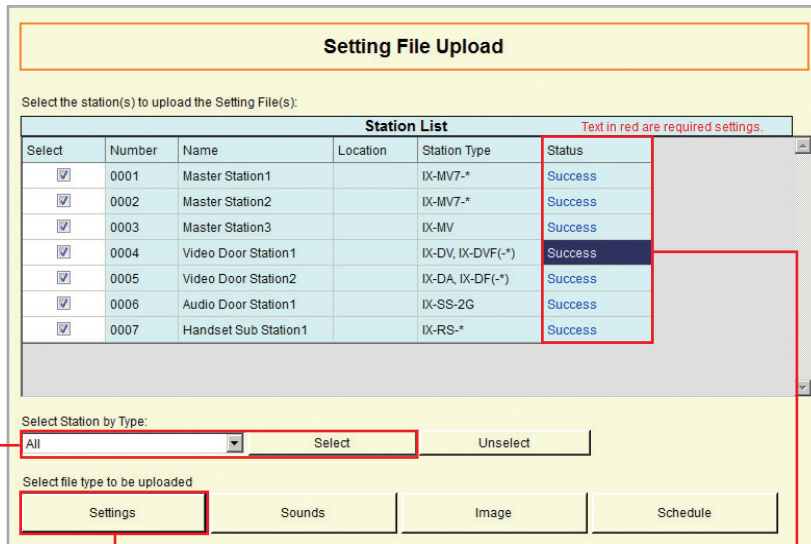 Setting File Upload
Select the station(s) to upload the Setting File(s):
Station List Text in red are required settings.
Select Number Name Location Station Type Status
0001 Master Station1 IX-MV7-* Success
0002 Master Station2 IX-MV7-* Success
0003 Master Station3 IX-MV Success
0004 Video Door Station1 IX-DV, IX-DVF(-*) Success
0005 Video Door Station2 IX-DA, IX-DF(-*) Success
0006 Audio Door Station1 IX-SS-2G Success
0007 Handset Sub Station1 IX-RS-* Success
Select Station by Type:
All Select Unselect
Select file type to be uploaded
Settings Sounds Image Schedule